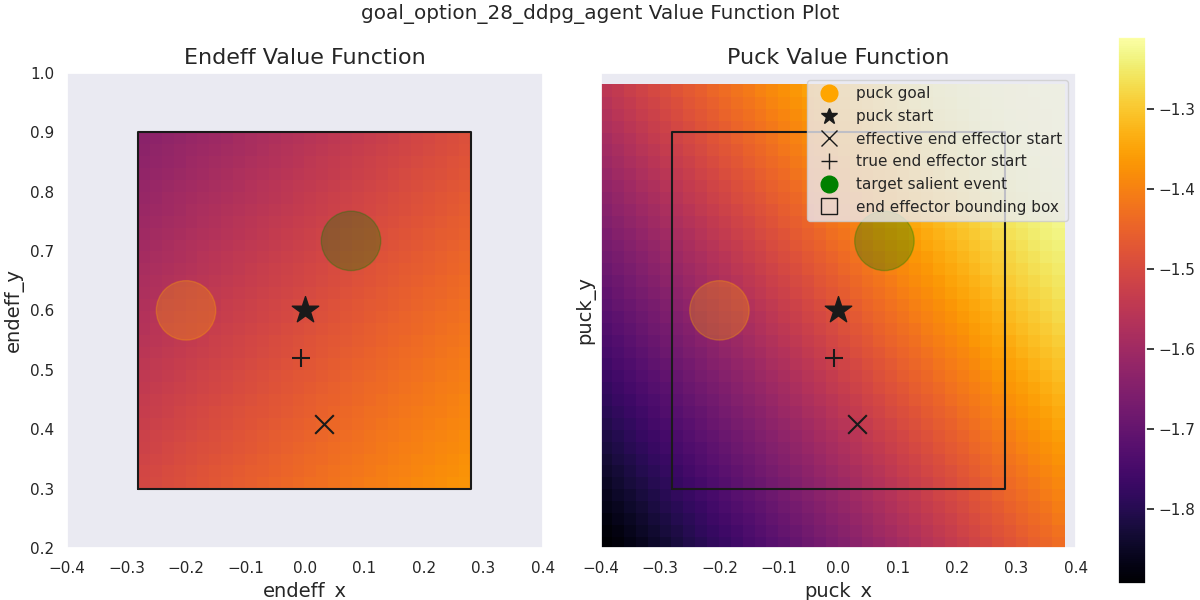 goal_option_28_ddpg_agent Value Function Plot
Endeff Value Function
1.0
0.9
0.8
0.7
0.6
0.5
0.4
0.3
0.2
endeff_y
−0.4 −0.3 −0.2 −0.1 0.0 0.1 0.2 0.3 0.4
endeff_x
Puck Value Function
puck goal
puck start
effective end effector start
true end effector start
target salient event
end effector bounding box
puck_y
−0.4 −0.3 −0.2 −0.1 0.0 0.1 0.2 0.3 0.4
puck_x
−1.3
−1.4
−1.5
−1.6
−1.7
−1.8